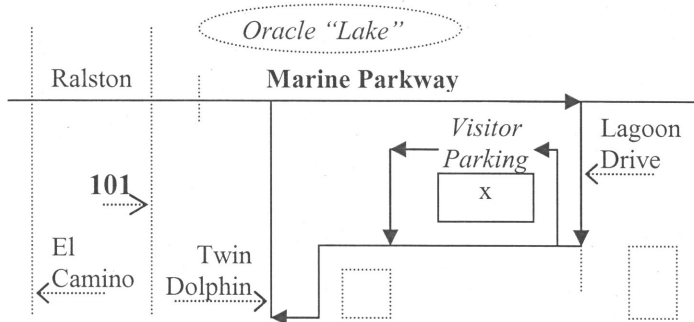 Oracle “Lake”
Ralston
Marine Parkway
Visitor
Parking
Lagoon
Drive
101
x
El
Camino
Twin
Dolphin